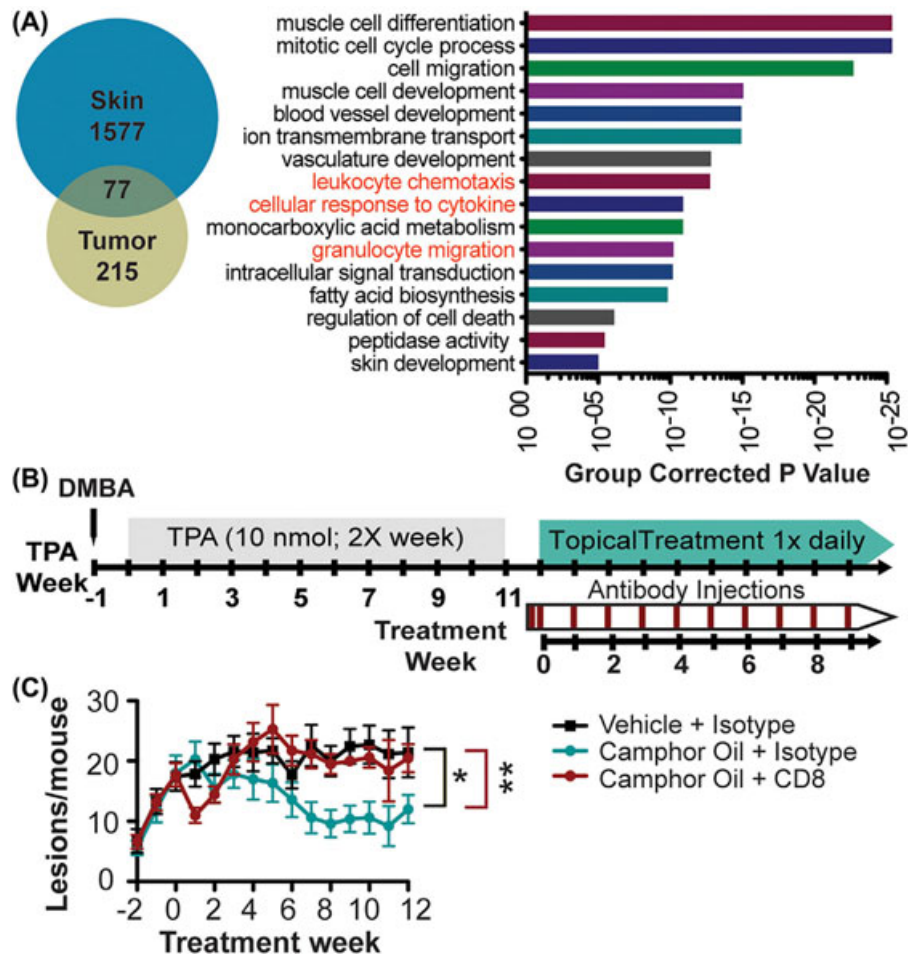 (A)
Skin
1577
77
Tumor
215
muscle cell differentiation
mitotic cell cycle process
cell migration
muscle cell development
blood vessel development
ion transmembrane transport
vasculature development
leukocyte chemotaxis
cellular response to cytokine
monocarboxylic acid metabolism
granulocyte migration
intracellular signal transduction
fatty acid biosynthesis
regulation of cell death
peptidase activity
skin development
10-00
10-05
10-10
10-15
10-22
10-25
Group Corrected P Value
(B)
DMBA
TPA (10 nmol; 2X week)
TopicalTreatment 1x daily
TPA
Week
-1 1 3 5 7 9 11
Antibody Injections
Treatment
Week
0 2 4 6 8
(C)
30
20
10
0
Lesions/mouse
-2 0 2 4 6 8 10 12
Treatment week
*
**
Vehicle + Isotype
Camphor Oil + Isotype
Camphor Oil + CD8